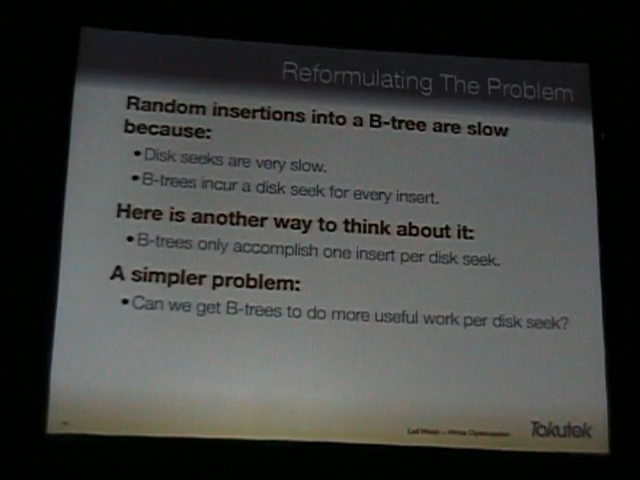 Reformulating The Problem
Random insertions into a B-tree are slow
because:
•Disk seeks are very slow.
•B-trees incur a disk seek for every insert.
Here is another way to think about it:
•B-trees only accomplish one insert per disk seek.
A simpler problem:
•Can we get B-trees to do more useful work per disk seek?
Tokutek